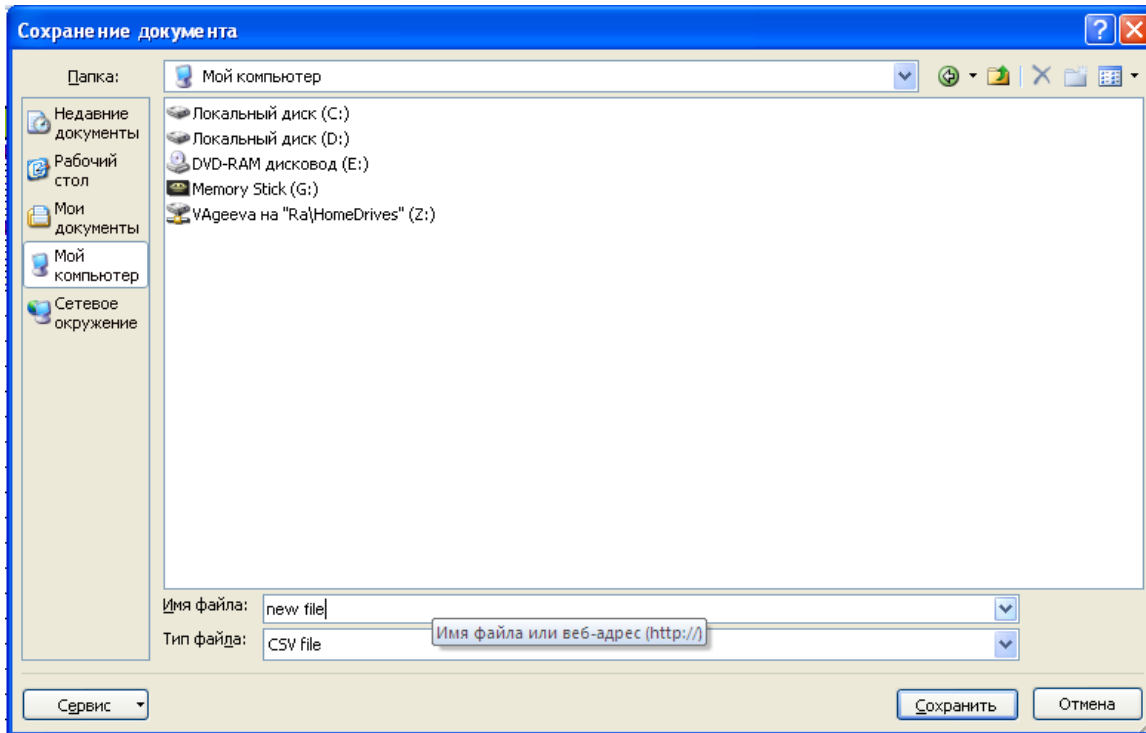 Сохранение документа
Папка:
Мой компьютер
Недавние
документы
Рабочий
стол
Мои
документы
Мой
компьютер
Сетевое
окружение
Локальный диск (C:)
Локальный диск (D:)
DVD-RAM дисковод (E:)
Memory Stick (G:)
VAgeeva на "Ra\HomeDrives" (Z:)
Имя файла:
new file
Имя файла или веб-адрес (http://)
Тип файла:
CSV file
Сервис
Сохранить
Отмена